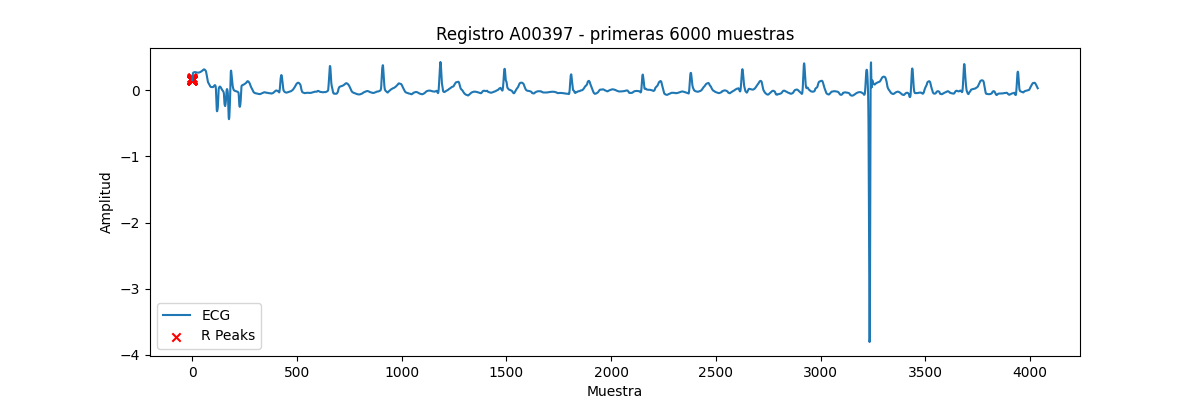 Registro A00397 - primeras 6000 muestras
Amplitud
0
−1
−2
−3
−4
ECG
R Peaks
0 500 1000 1500 2000 2500 3000 3500 4000
Muestra